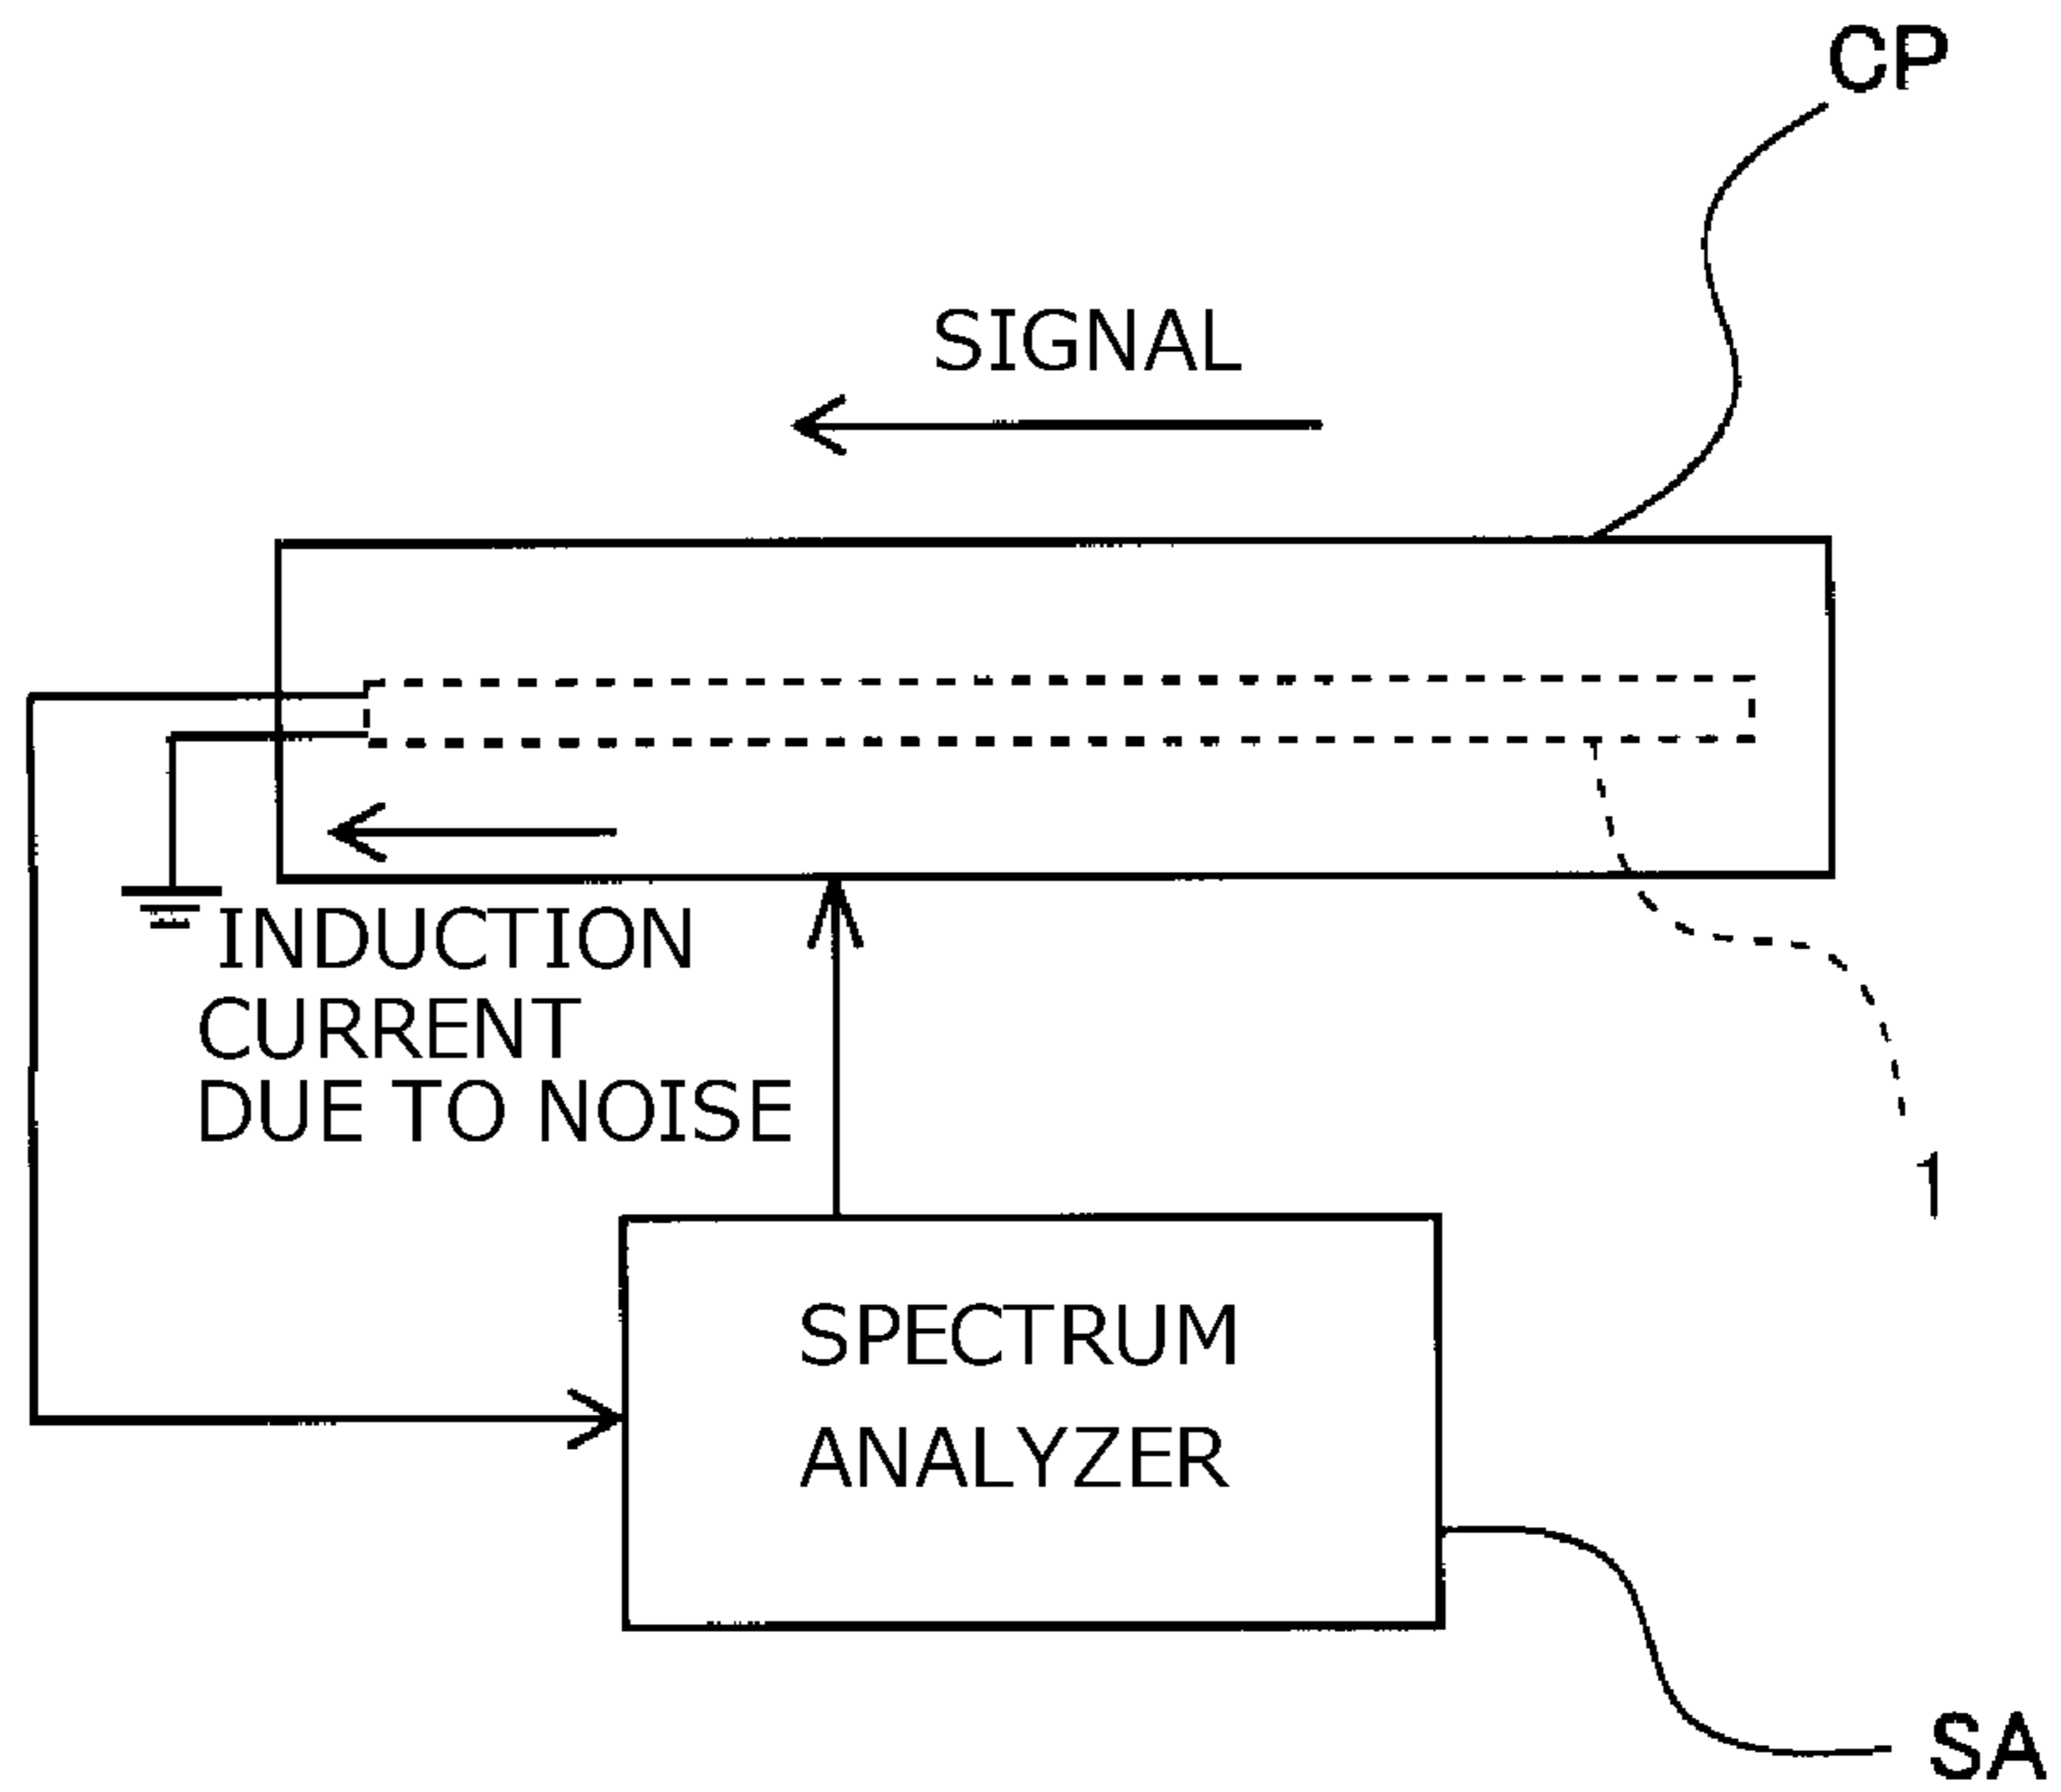 CP
SIGNAL
INDUCTION
CURRENT
DUE TO NOISE
1
SPECTRUM
ANALYZER
SA